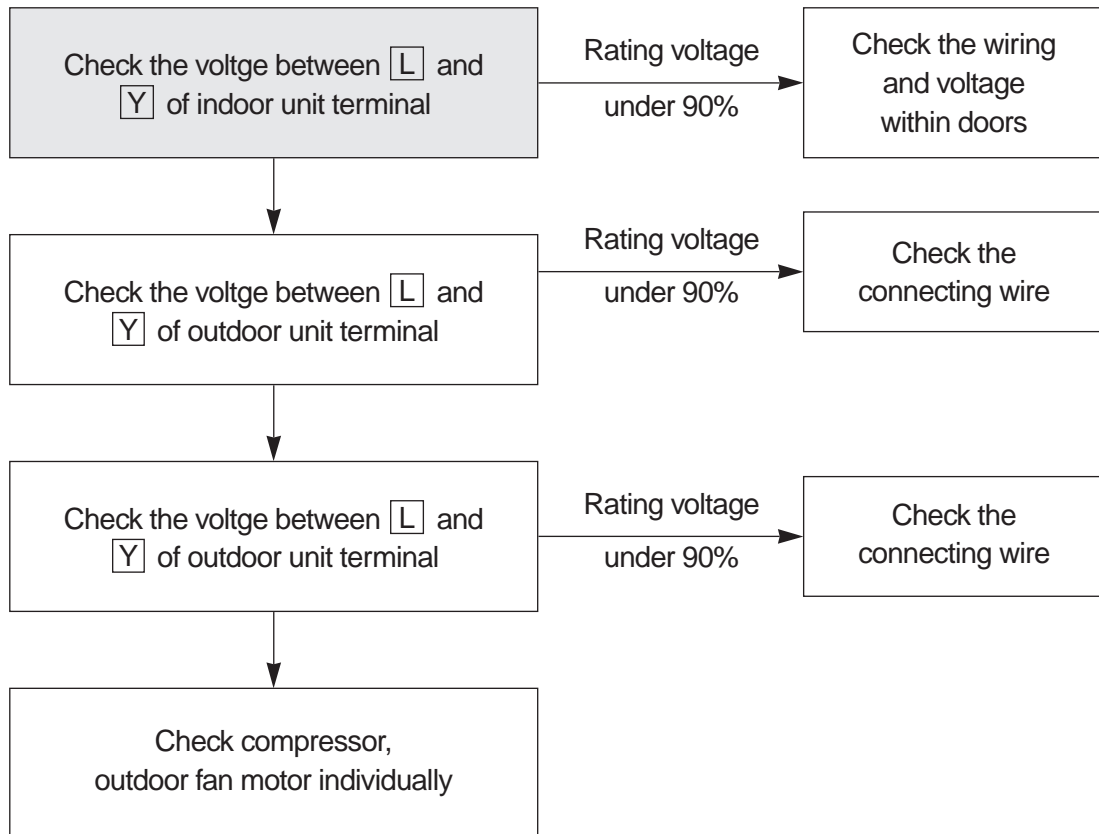 Check the voltge between L and
Y of indoor unit terminal
Rating voltage
under 90%
Check the wiring
and voltage
within doors
Check the voltge between L and
Y of outdoor unit terminal
Rating voltage
under 90%
Check the
connecting wire
Check the voltge between L and
Y of outdoor unit terminal
Rating voltage
under 90%
Check the
connecting wire
Check compressor,
outdoor fan motor individually